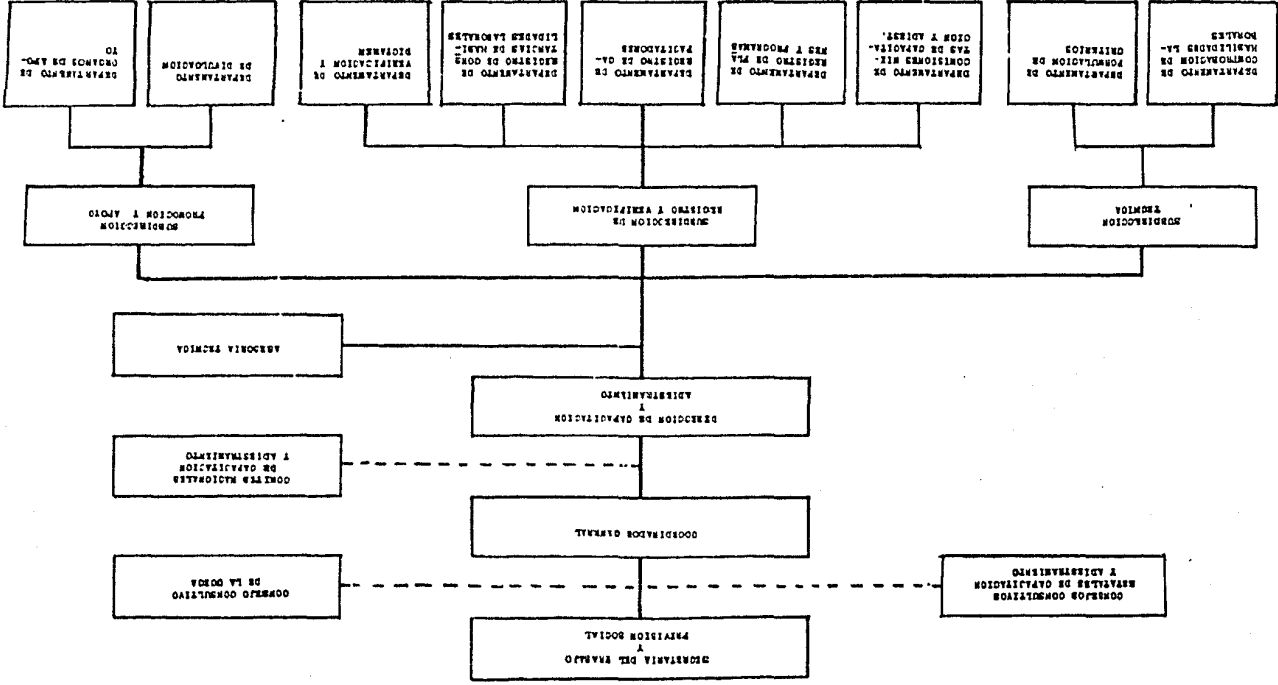 SECRETARIA DEL TRABAJO
Y
PREVISION SOCIAL
CONSEJOS CONSULTIVOS
ESTATALES DE CAPACITACION
Y ADIESTRAMIENTO
CONSEJO CONSULTIVO
DE LA UCECA
COORDINADOR GENERAL
COMITES NACIONALES
DE CAPACITACION
Y ADIESTRAMIENTO
DIRECCION DE CAPACITACION
Y
ADIESTRAMIENTO
ASESORIA TECNICA
SUBDIRECCION
TECNICA
SUBDIRECCION DE
REGISTRO Y VERIFICACION
SUBDIRECCION
PROMOCION Y APOYO
DEPARTAMENTO DE
CONTROBACION DE
HABILIDADES LA-
BORALES
DEPARTAMENTO DE
FORMULACION DE
CRITERIOS
DEPARTAMENTO DE
COMISIONES MIX-
TAS DE CAPACITA-
CION Y ADIEST.
DEPARTAMENTO DE
REGISTRO DE PLA
NES Y PROGRAMAS
DEPARTAMENTO DE
REGISTRO DE CA-
PACITADORES
DEPARTAMENTO DE
REGISTRO DE CONS
TANCIAS DE HABI-
LIDADES LABORALES
DEPARTAMENTO DE
VERIFICACION Y
DICTAMEN
DEPARTAMENTO
DE DIVULGACION
DEPARTAMENTO DE
ORGANOS DE APO-
YO